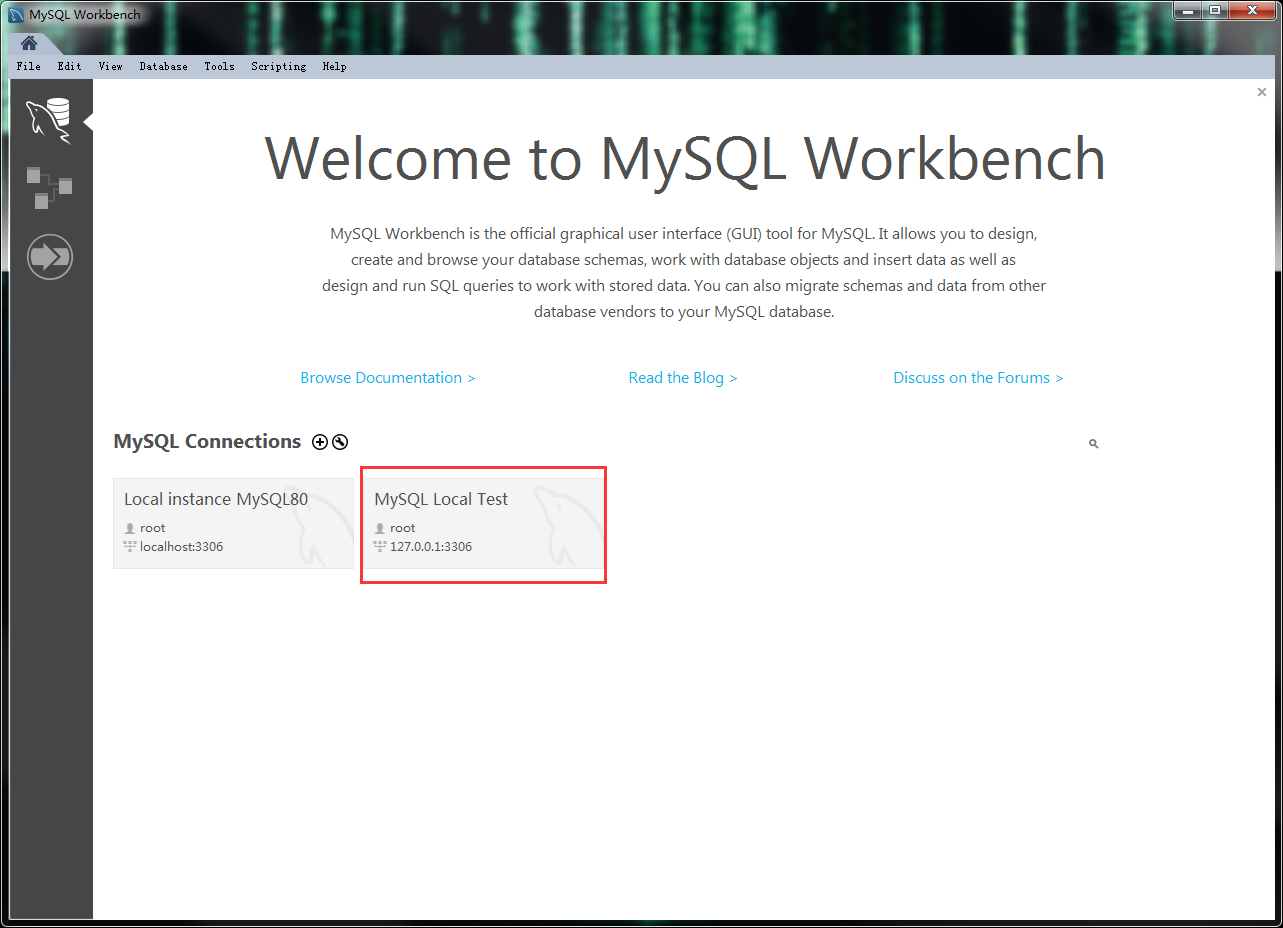 MySQL Workbench
File Edit View Database Tools Scripting Help
Welcome to MySQL Workbench
MySQL Workbench is the official graphical user interface (GUI) tool for MySQL. It allows you to design,
create and browse your database schemas, work with database objects and insert data as well as
design and run SQL queries to work with stored data. You can also migrate schemas and data from other
database vendors to your MySQL database.
Browse Documentation > Read the Blog > Discuss on the Forums >
MySQL Connections
Local instance MySQL80
root
localhost:3306
MySQL Local Test
root
127.0.0.1:3306